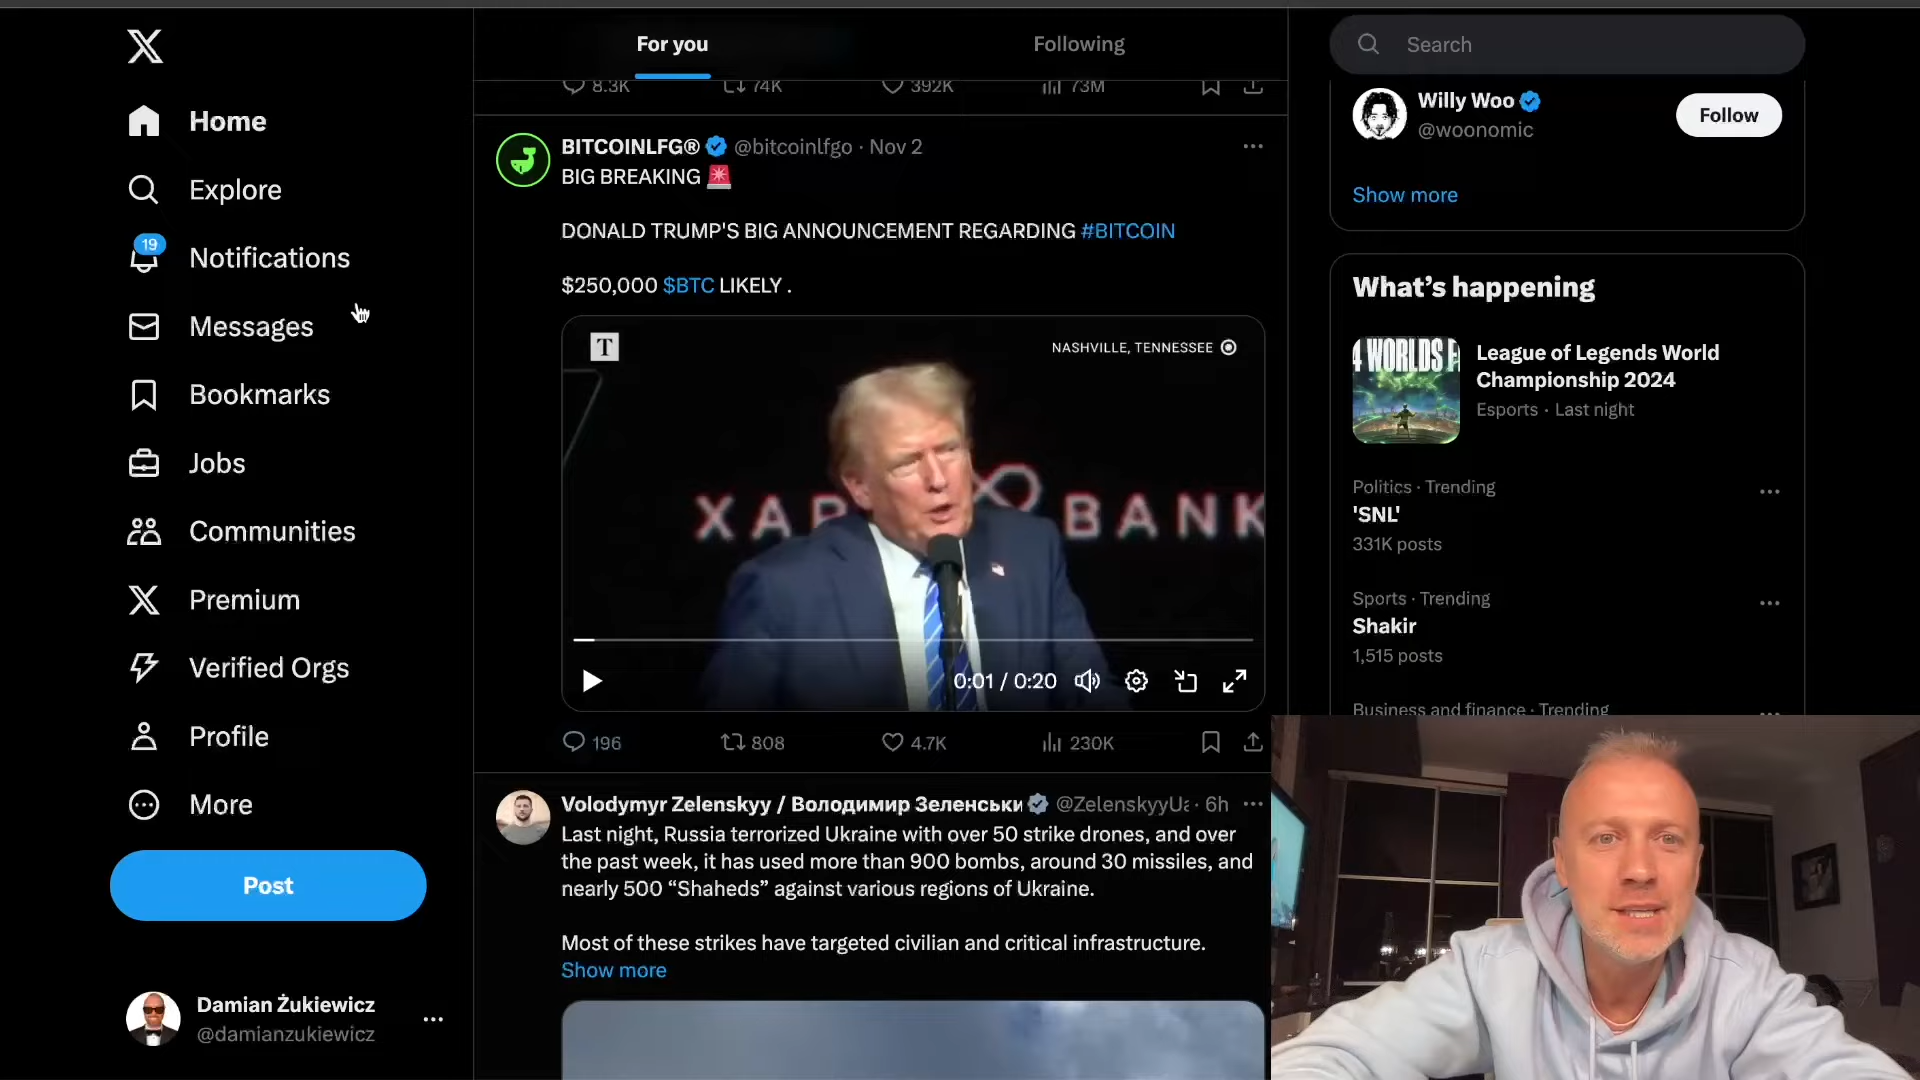 Home
Explore
19
Notifications
Messages
Bookmarks
Jobs
Communities
Premium
Verified Orgs
Profile
More
Post
Damian Żukiewicz
@damianzukiewicz
For you
Following
8.3K 74K 392K 73M
BITCOINLFG® @bitcoinlfgo · Nov 2
BIG BREAKING
DONALD TRUMP'S BIG ANNOUNCEMENT REGARDING #BITCOIN
$250,000 $BTC LIKELY .
T
NASHVILLE, TENNESSEE
BANK
0:01 / 0:20
196 808 4.7K 230K
Volodymyr Zelenskyy / Володимир Зеленськи @ZelenskyyUa · 6h
Last night, Russia terrorized Ukraine with over 50 strike drones, and over
the past week, it has used more than 900 bombs, around 30 missiles, and
nearly 500 “Shaheds” against various regions of Ukraine.
Most of these strikes have targeted civilian and critical infrastructure.
Show more
Search
Willy Woo
@woonomic
Follow
Show more
What’s happening
4 WORLDS F
League of Legends World
Championship 2024
Esports · Last night
Politics · Trending
'SNL'
331K posts
Sports · Trending
Shakir
1,515 posts
Business and finance · Trending